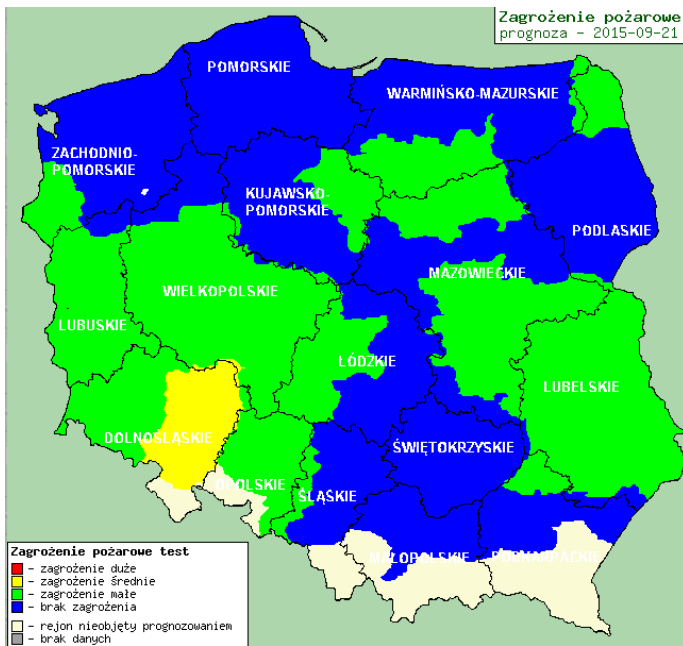 Zagrożenie pożarowe
prognoza - 2015-09-21
POMORSKIE
WARMIŃSKO-MAZURSKIE
ZACHODNIO-
POMORSKIE
KUJAWSKO-
POMORSKIE
PODLASKIE
MAZOWIECKIE
WIELKOPOLSKIE
LUBUSKIE
ŁÓDZKIE
LUBELSKIE
DOLNOŚLĄSKIE
ŚWIĘTOKRZYSKIE
OPOLSKIE
ŚLĄSKIE
MAŁOPOLSKIE
PODKARPACKIE
Zagrożenie pożarowe test
- zagrożenie duże
- zagrożenie średnie
- zagrożenie małe
- brak zagrożenia
- rejon nieobjęty prognozowaniem
- brak danych